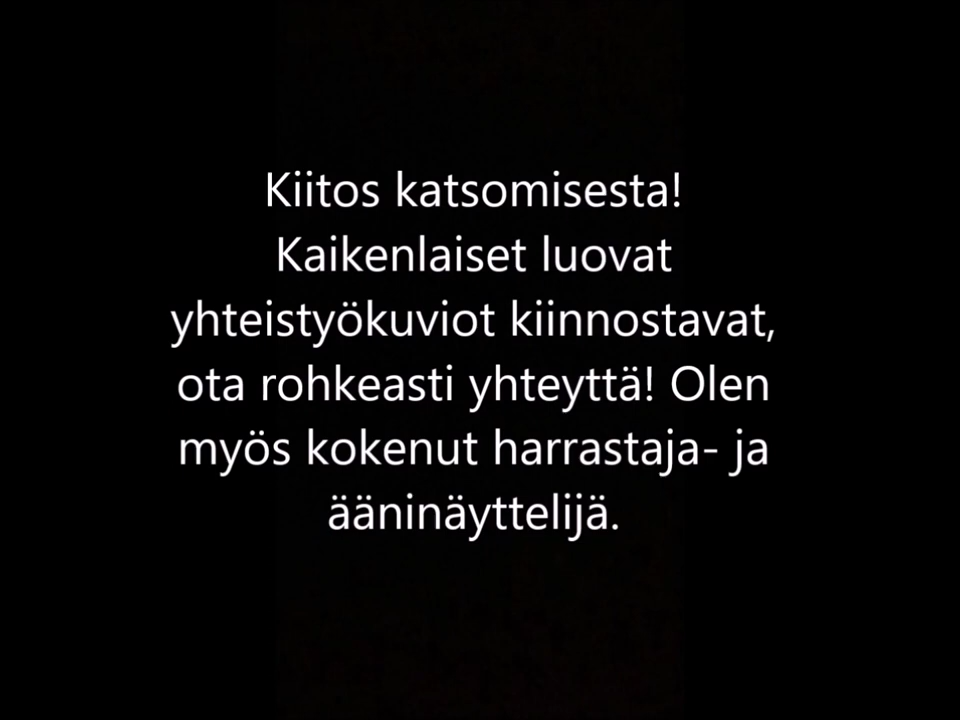 Kiitos katsomisesta!
Kaikenlaiset luovat
yhteistyökuviot kiinnostavat,
ota rohkeasti yhteyttä! Olen
myös kokenut harrastaja- ja
ääninäyttelijä.